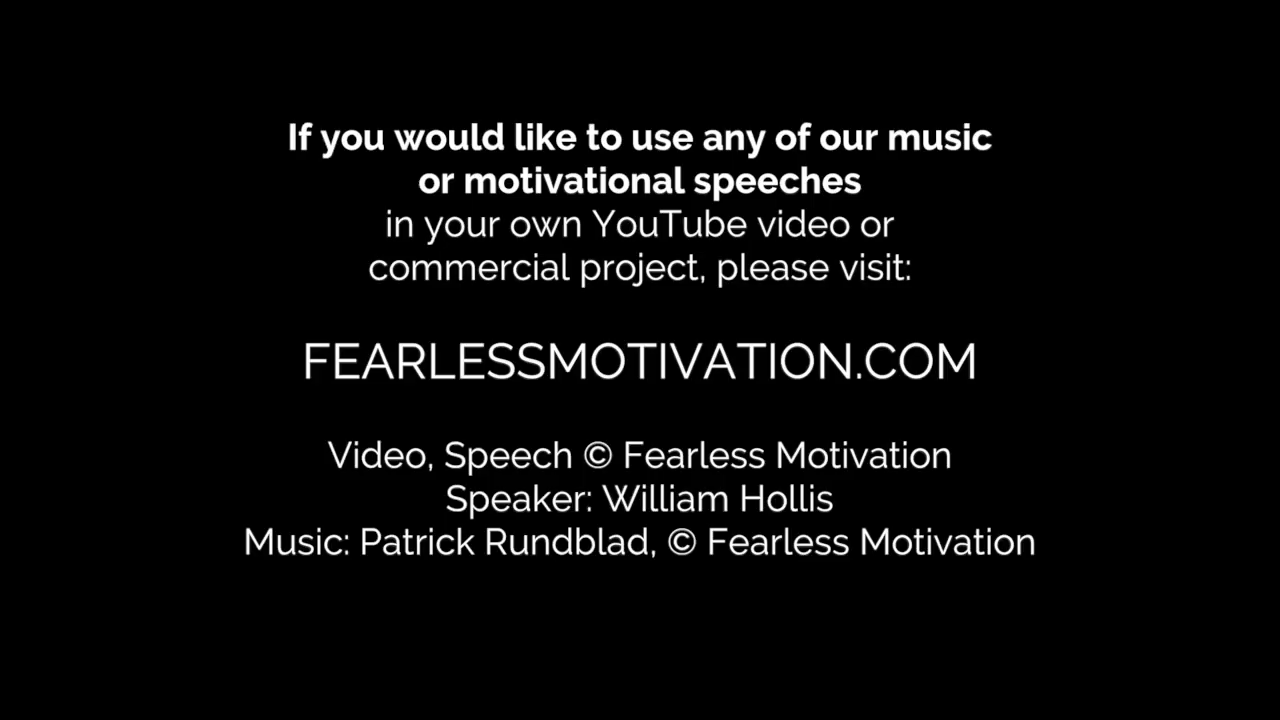 If you would like to use any of our music
or motivational speeches
in your own YouTube video or
commercial project, please visit:
FEARLESSMOTIVATION.COM
Video, Speech © Fearless Motivation
Speaker: William Hollis
Music: Patrick Rundblad, © Fearless Motivation